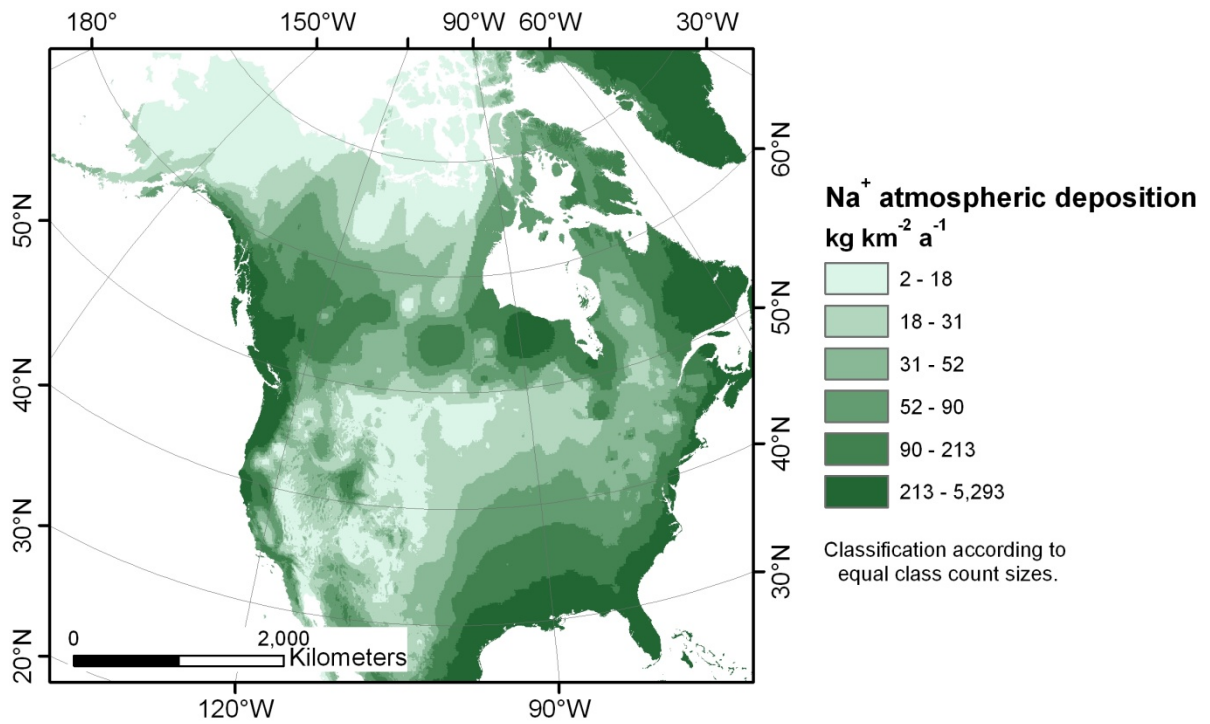 180° 150°W 90°W 60°W 30°W
50°N
40°N
30°N
20°N
60°N
50°N
40°N
30°N
0 2,000
Kilometers
120°W 90°W
Na+ atmospheric deposition
kg km-2 a-1
2 - 18
18 - 31
31 - 52
52 - 90
90 - 213
213 - 5,293
Classification according to
equal class count sizes.